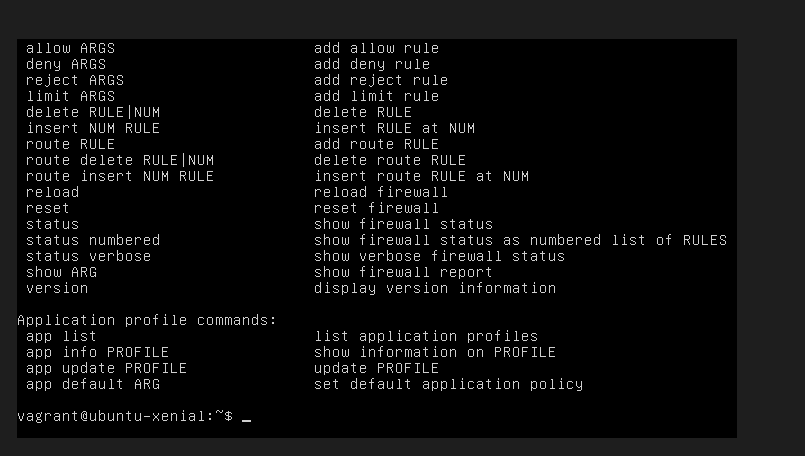 allow ARGS add allow rule
deny ARGS add deny rule
reject ARGS add reject rule
limit ARGS add limit rule
delete RULE|NUM delete RULE
insert NUM RULE insert RULE at NUM
route RULE add route RULE
route delete RULE|NUM delete route RULE
route insert NUM RULE insert route RULE at NUM
reload reload firewall
reset reset firewall
status show firewall status
status numbered show firewall status as numbered list of RULES
status verbose show verbose firewall status
show ARG show firewall report
version display version information

Application profile commands:
app list list application profiles
app info PROFILE show information on PROFILE
app update PROFILE update PROFILE
app default ARG set default application policy

vagrant@ubuntu-xenial:~$ _